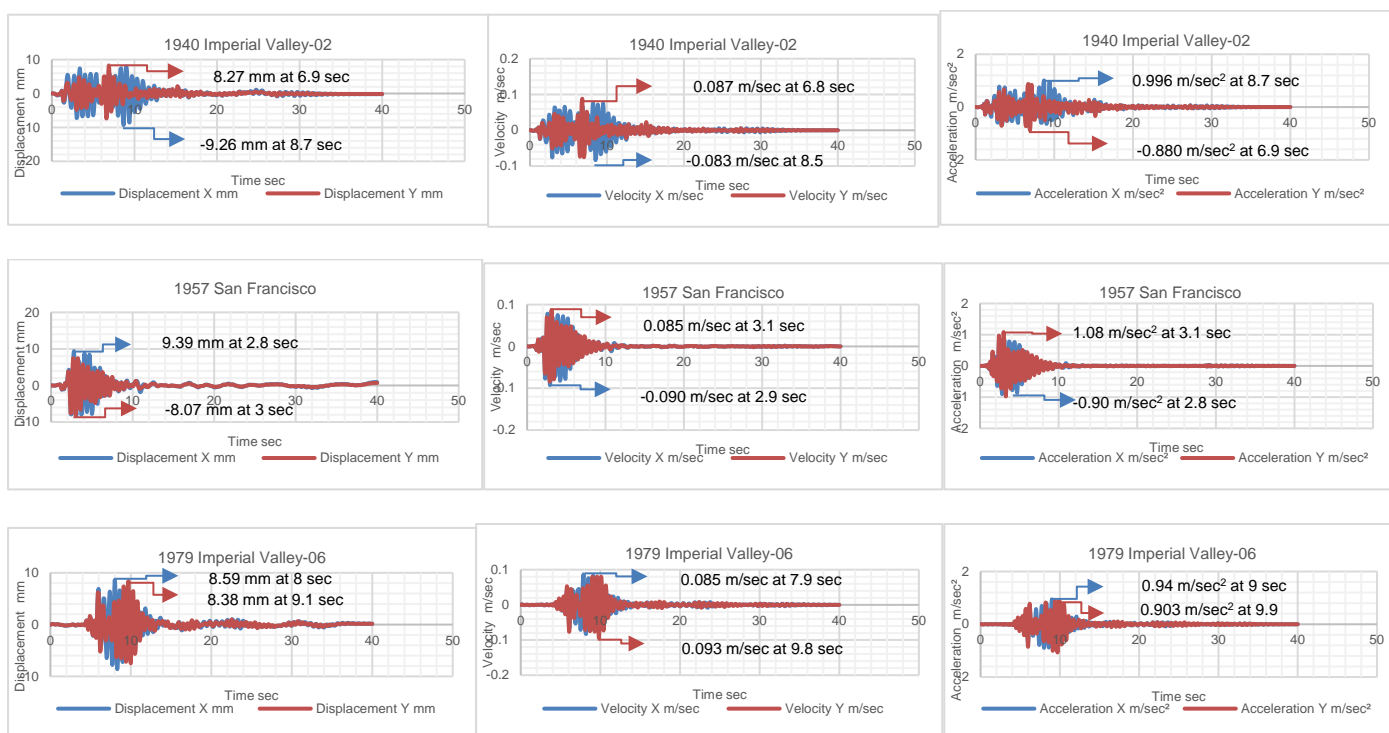 1940 Imperial Valley-02
10
0
10
20
0
10
20
30
40
50
Displacement mm
8.27 mm at 6.9 sec
-9.26 mm at 8.7 sec
Time sec
Displacement X mm
Displacement Y mm
1940 Imperial Valley-02
0.2
0.1
0
-0.1
0
10
20
30
40
50
Velocity m/sec
0.087 m/sec at 6.8 sec
-0.083 m/sec at 8.5
Time sec
Velocity X m/sec
Velocity Y m/sec
1940 Imperial Valley-02
2
0
2
0
10
20
30
40
50
Acceleration m/sec²
0.996 m/sec² at 8.7 sec
-0.880 m/sec² at 6.9 sec
Time sec
Acceleration X m/sec²
Acceleration Y m/sec²
1957 San Francisco
20
10
0
10
0
10
20
30
40
50
Displacement mm
9.39 mm at 2.8 sec
-8.07 mm at 3 sec
Time sec
Displacement X mm
Displacement Y mm
1957 San Francisco
0.1
0
-0.1
-0.2
0
10
20
30
40
50
Velocity m/sec
0.085 m/sec at 3.1 sec
-0.090 m/sec at 2.9 sec
Time sec
Velocity X m/sec
Velocity Y m/sec
1957 San Francisco
2
1
0
-1
2
0
10
20
30
40
50
Acceleration m/sec²
1.08 m/sec² at 3.1 sec
-0.90 m/sec² at 2.8 sec
Time sec
Acceleration X m/sec²
Acceleration Y m/sec²
1979 Imperial Valley-06
10
0
10
0
10
20
30
40
50
Displacement mm
8.59 mm at 8 sec
8.38 mm at 9.1 sec
Time sec
Displacement X mm
Displacement Y mm
1979 Imperial Valley-06
0.1
0
-0.1
-0.2
0
10
20
30
40
50
Velocity m/sec
0.085 m/sec at 7.9 sec
0.093 m/sec at 9.8 sec
Time sec
Velocity X m/sec
Velocity Y m/sec
1979 Imperial Valley-06
2
0
2
0
10
20
30
40
50
Acceleration m/sec²
0.94 m/sec² at 9 sec
0.903 m/sec² at 9.9
Time sec
Acceleration X m/sec²
Acceleration Y m/sec²